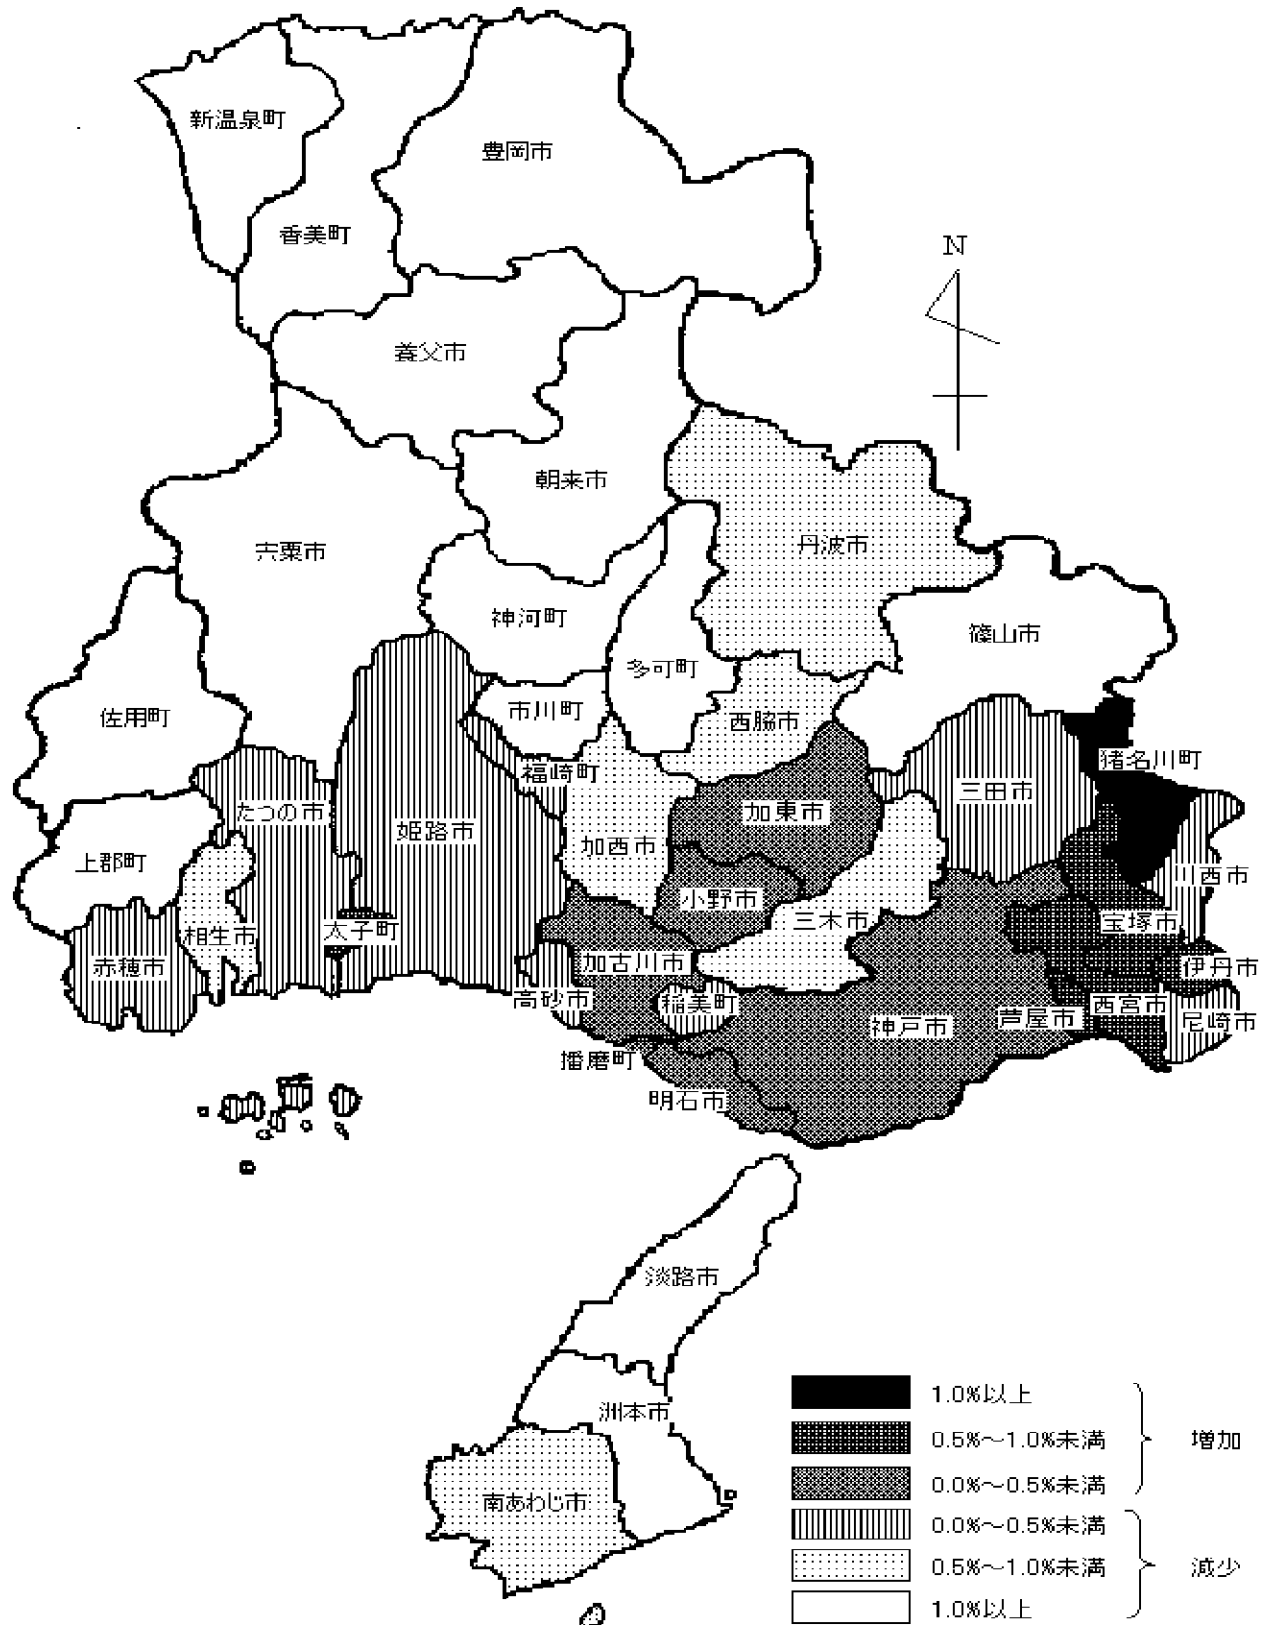 新温泉町
豊岡市
香美町
N
養父市
朝来市
丹波市
宍粟市
神河町
篠山市
多可町
佐用町
市川町
西脇市
猪名川町
福崎町
三田市
たつの市
加東市
姫路市
加西市
上郡町
川西市
小野市
三木市
宝塚市
相生市
太子町
赤穂市
加古川市
伊丹市
高砂市
稲美町
西宮市
芦屋市
神戸市
尼崎市
播磨町
明石市
淡路市
洲本市
南あわじ市
1.0%以上
0.5%～1.0%未満
増加
0.0%～0.5%未満
0.0%～0.5%未満
0.5%～1.0%未満
減少
1.0%以上